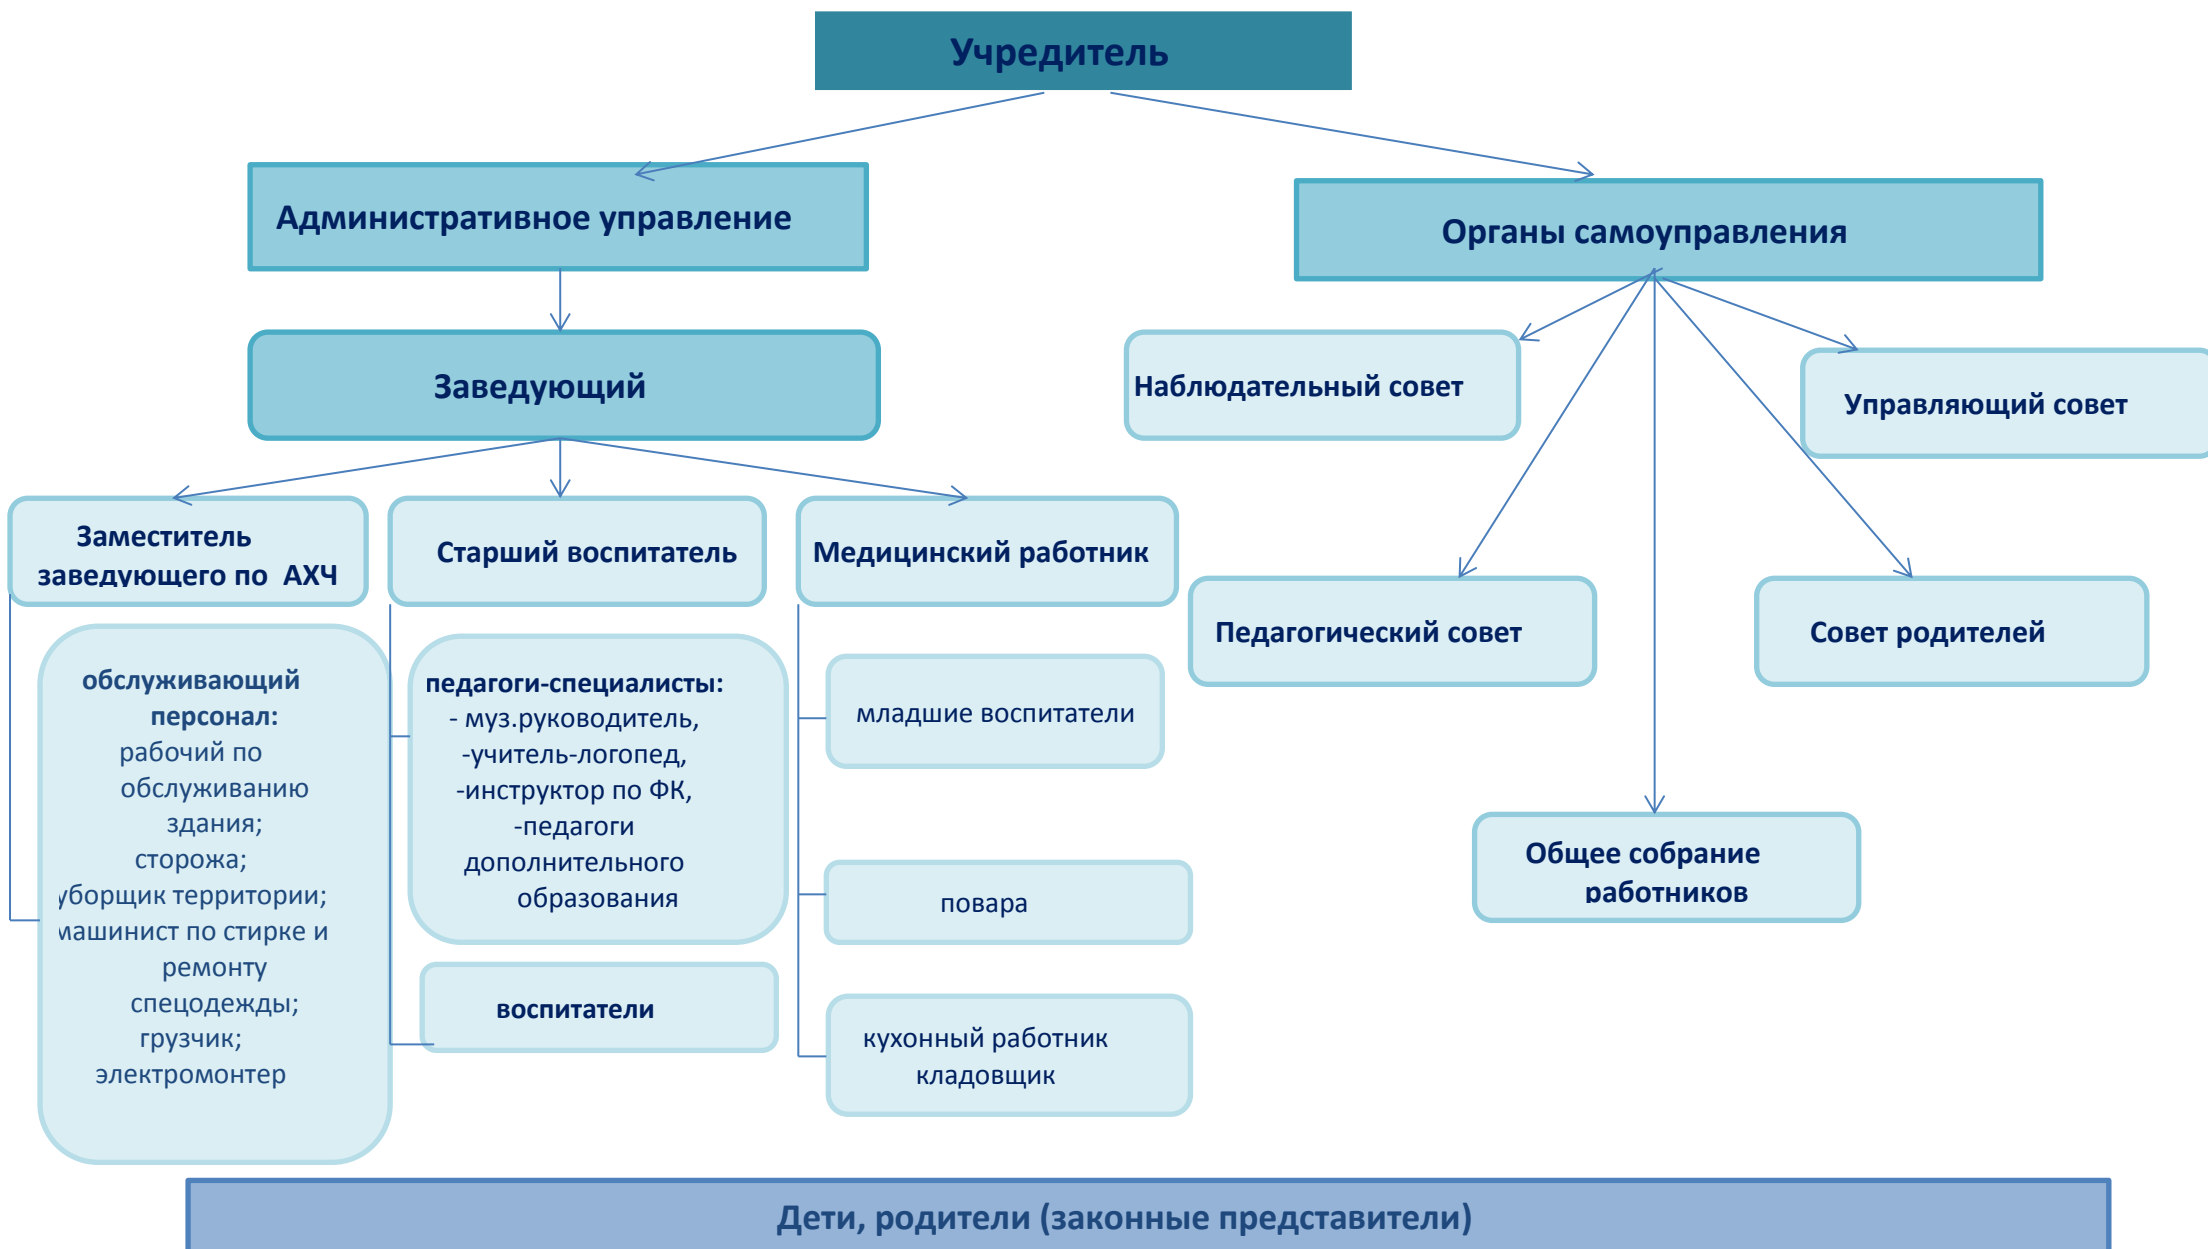 Учредитель
Административное управление
Органы самоуправления
Заведующий
Наблюдательный совет
Управляющий совет
Заместитель
заведующего по АХЧ
Старший воспитатель
Медицинский работник
Педагогический совет
Совет родителей
обслуживающий
персонал:
рабочий по
обслуживанию
здания;
сторожа;
уборщик территории;
машинист по стирке и
ремонту
спецодежды;
грузчик;
электромонтер
педагоги-специалисты:
- муз.руководитель,
-учитель-логопед,
-инструктор по ФК,
-педагоги
дополнительного
образования
воспитатели
младшие воспитатели
повара
кухонный работник
кладовщик
Общее собрание
работников
Дети, родители (законные представители)